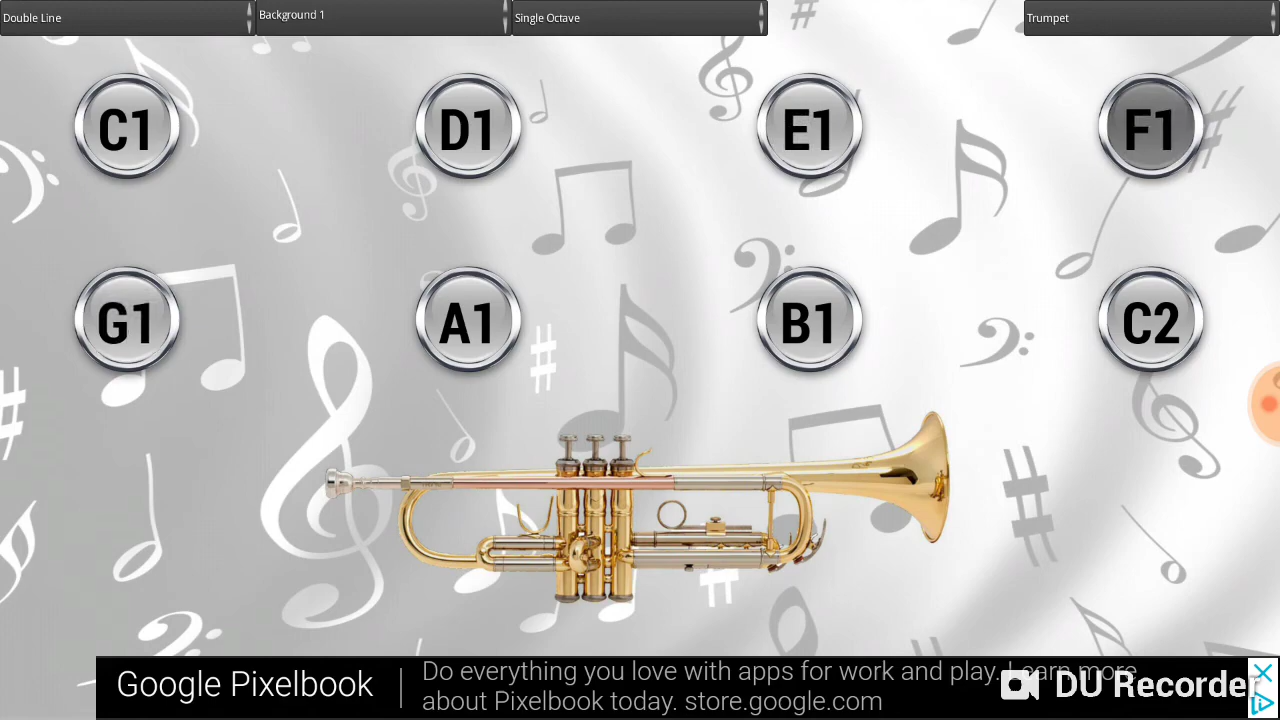 Double Line
Background 1
Single Octave
Trumpet
C1
D1
E1
F1
G1
A1
B1
C2
Google Pixelbook
Do everything you love with apps for work and play. Learn more
about Pixelbook today. store.google.com
DU Recorder